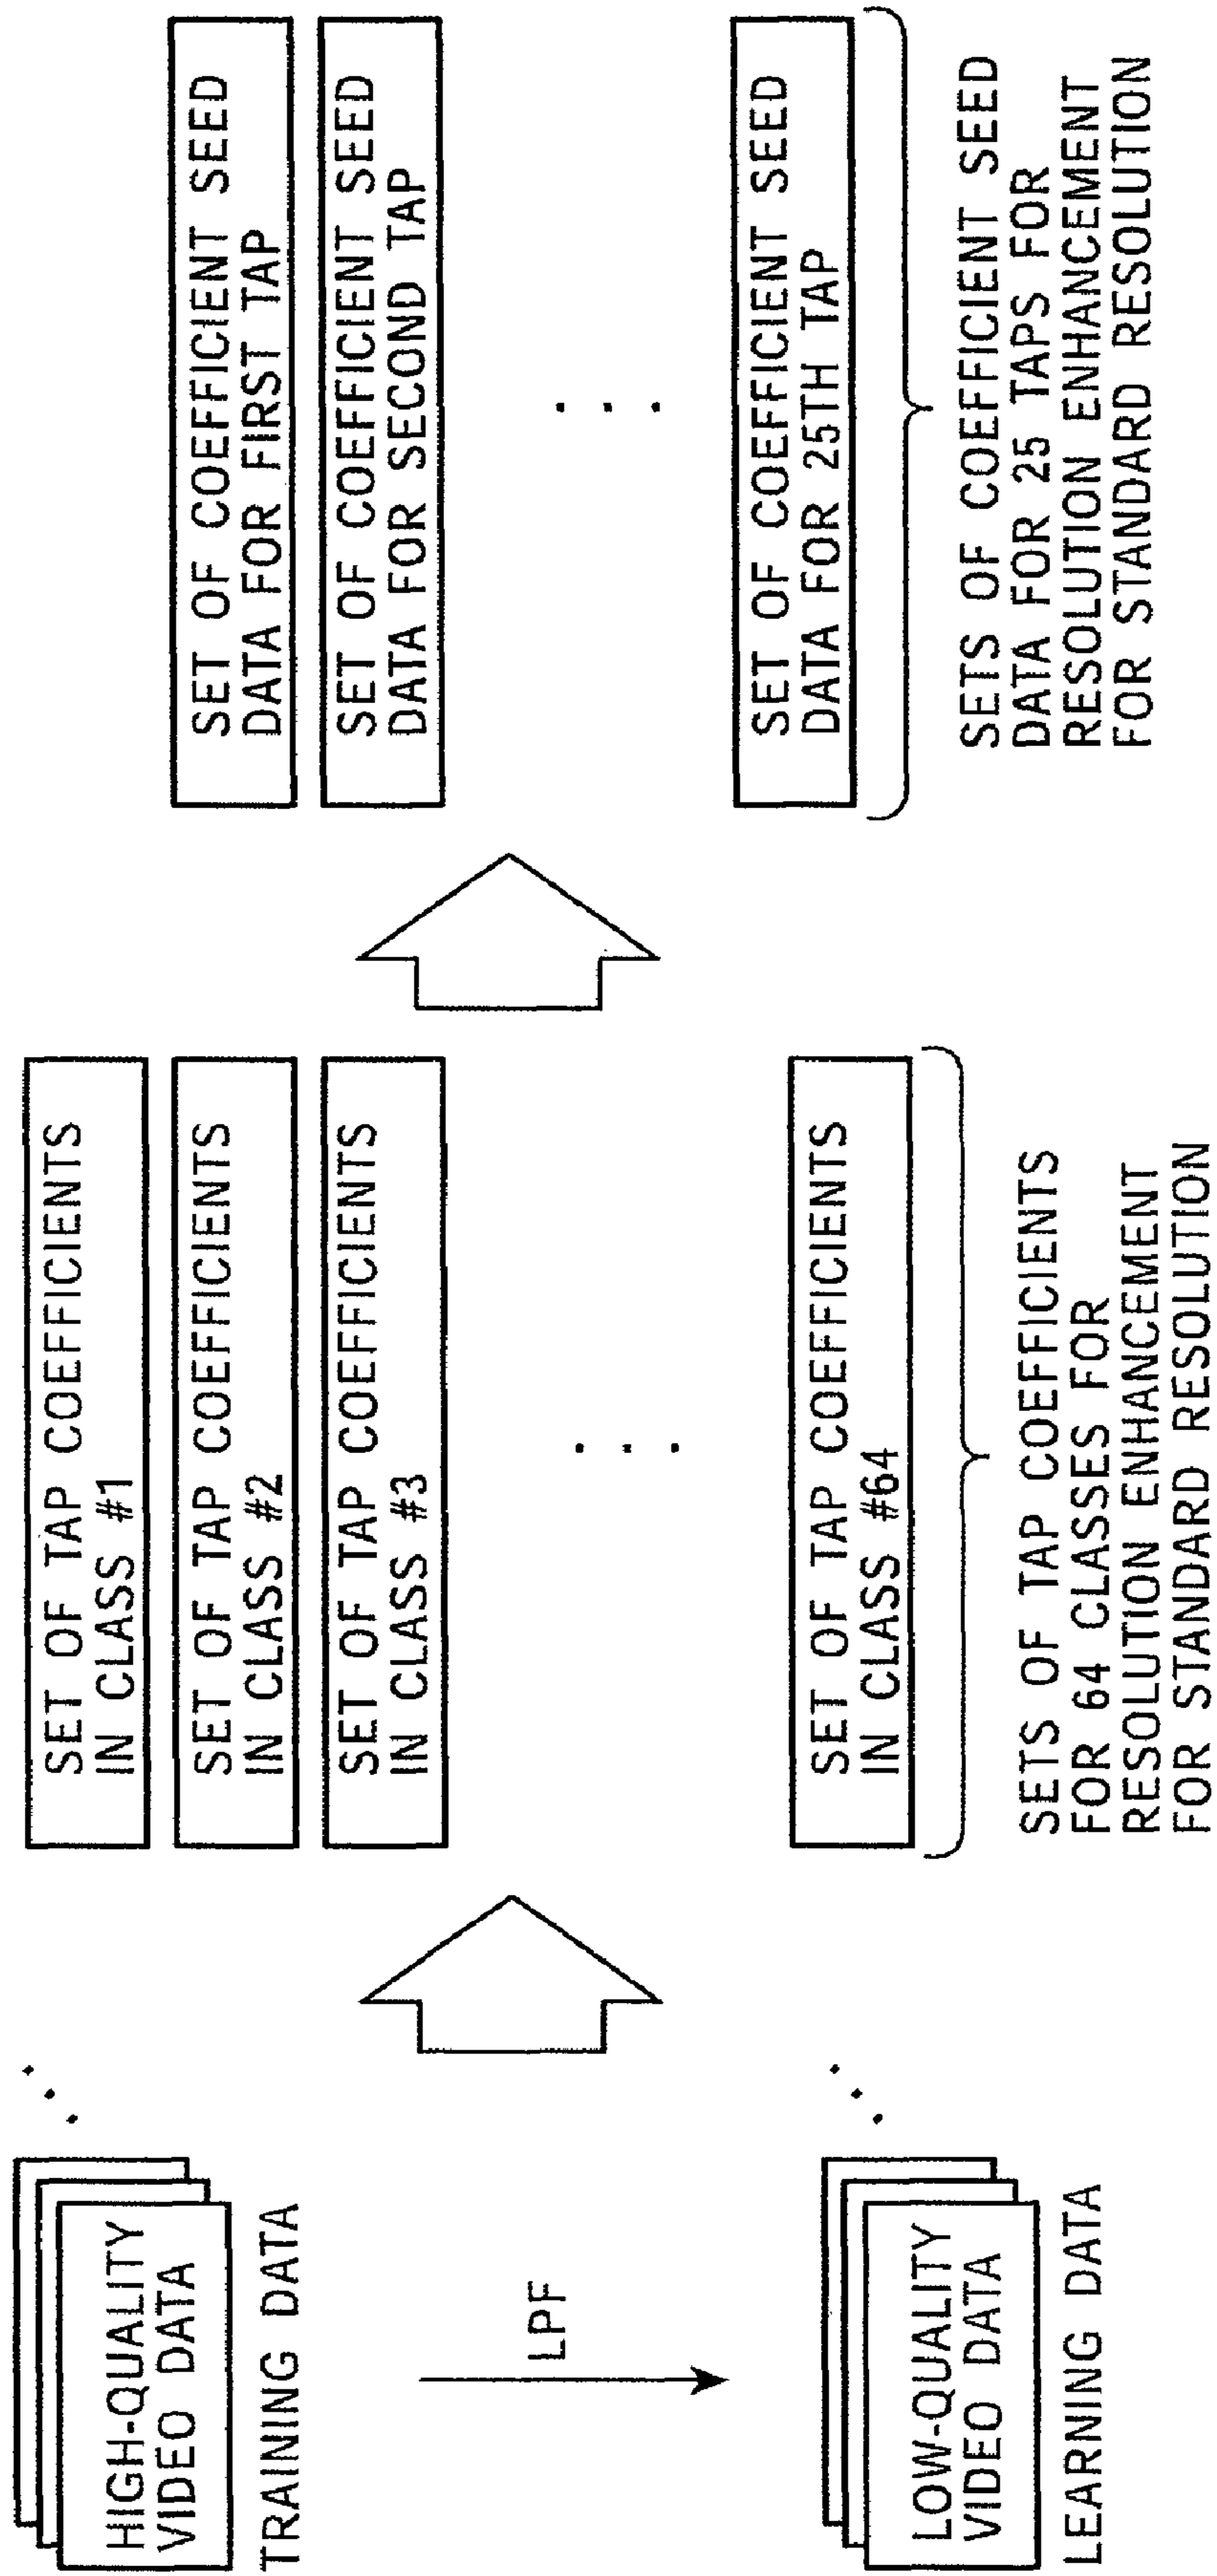 HIGH-QUALITY
VIDEO DATA
TRAINING DATA
LPF
LOW-QUALITY
VIDEO DATA
LEARNING DATA
SET OF TAP COEFFICIENTS
IN CLASS #1
SET OF TAP COEFFICIENTS
IN CLASS #2
SET OF TAP COEFFICIENTS
IN CLASS #3
SET OF TAP COEFFICIENTS
IN CLASS #64
SETS OF TAP COEFFICIENTS
FOR 64 CLASSES FOR
RESOLUTION ENHANCEMENT
FOR STANDARD RESOLUTION
SET OF COEFFICIENT SEED
DATA FOR FIRST TAP
SET OF COEFFICIENT SEED
DATA FOR SECOND TAP
SET OF COEFFICIENT SEED
DATA FOR 25TH TAP
SETS OF COEFFICIENT SEED
DATA FOR 25 TAPS FOR
RESOLUTION ENHANCEMENT
FOR STANDARD RESOLUTION